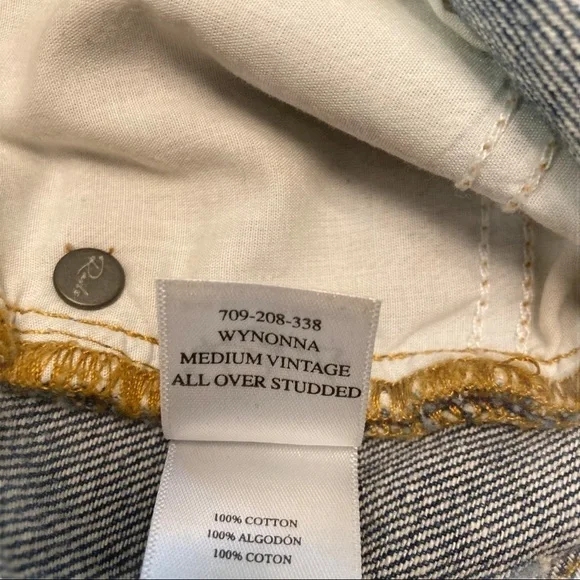 709-208-338
WYNONNA
MEDIUM VINTAGE
ALL OVER STUDDED
100% COTTON
100% ALGODÓN
100% COTON